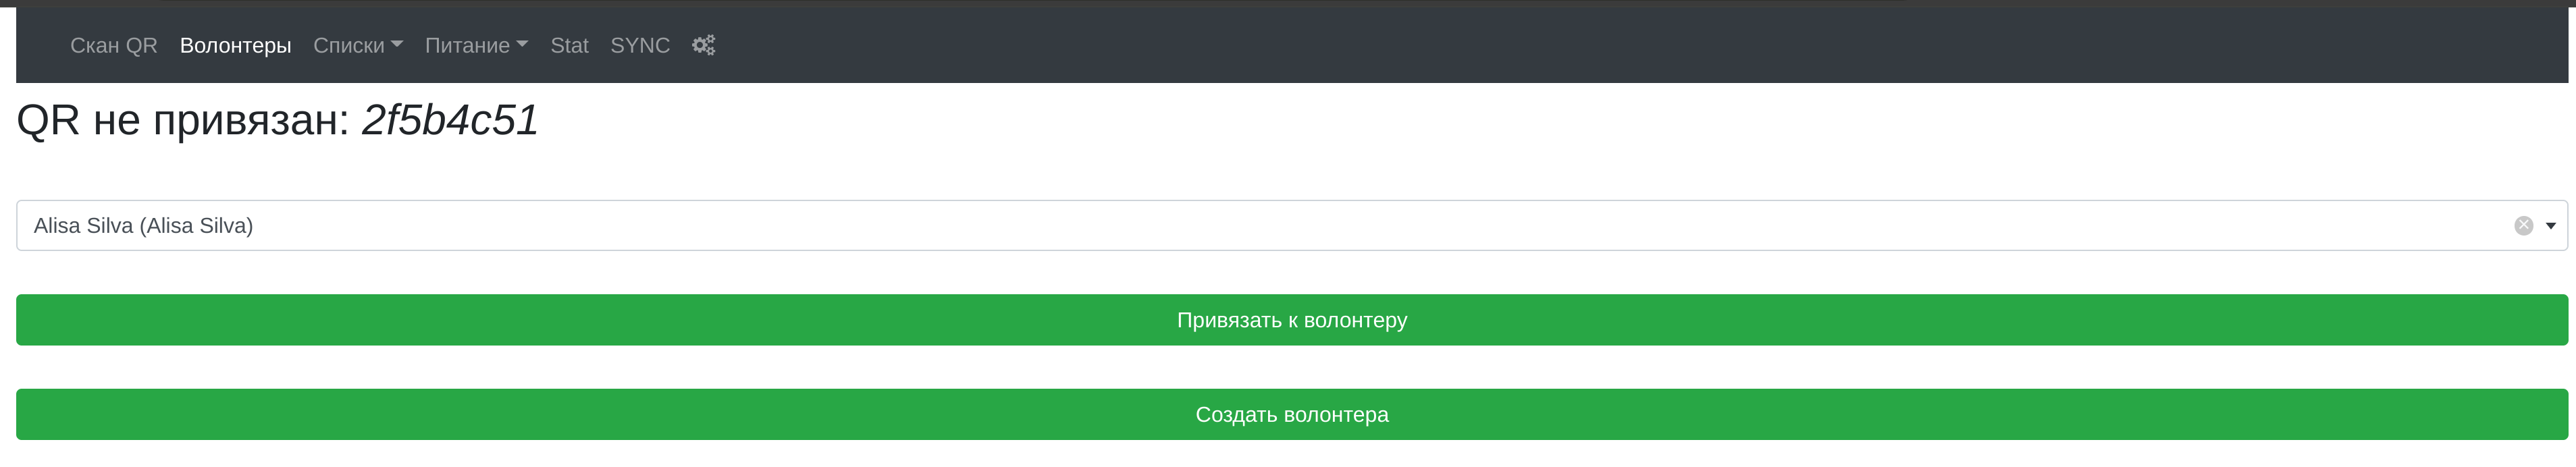 Скан QR Волонтеры Списки Питание Stat SYNC
QR не привязан: 2f5b4c51
Alisa Silva (Alisa Silva)
Привязать к волонтеру
Создать волонтера